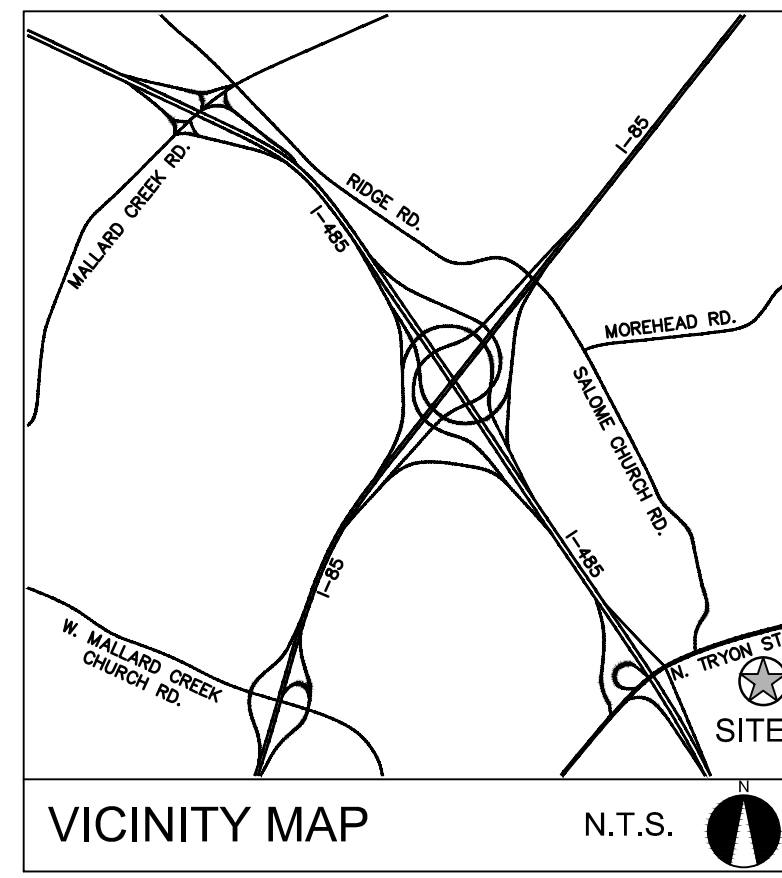 I-85
MALLARD CREEK RD.
RIDGE RD.
I-485
MOREHEAD RD.
SALOME CHURCH RD.
I-85
I-485
W. MALLARD CREEK
CHURCH RD.
N. TRYON ST
SITE
VICINITY MAP
N.T.S.
N